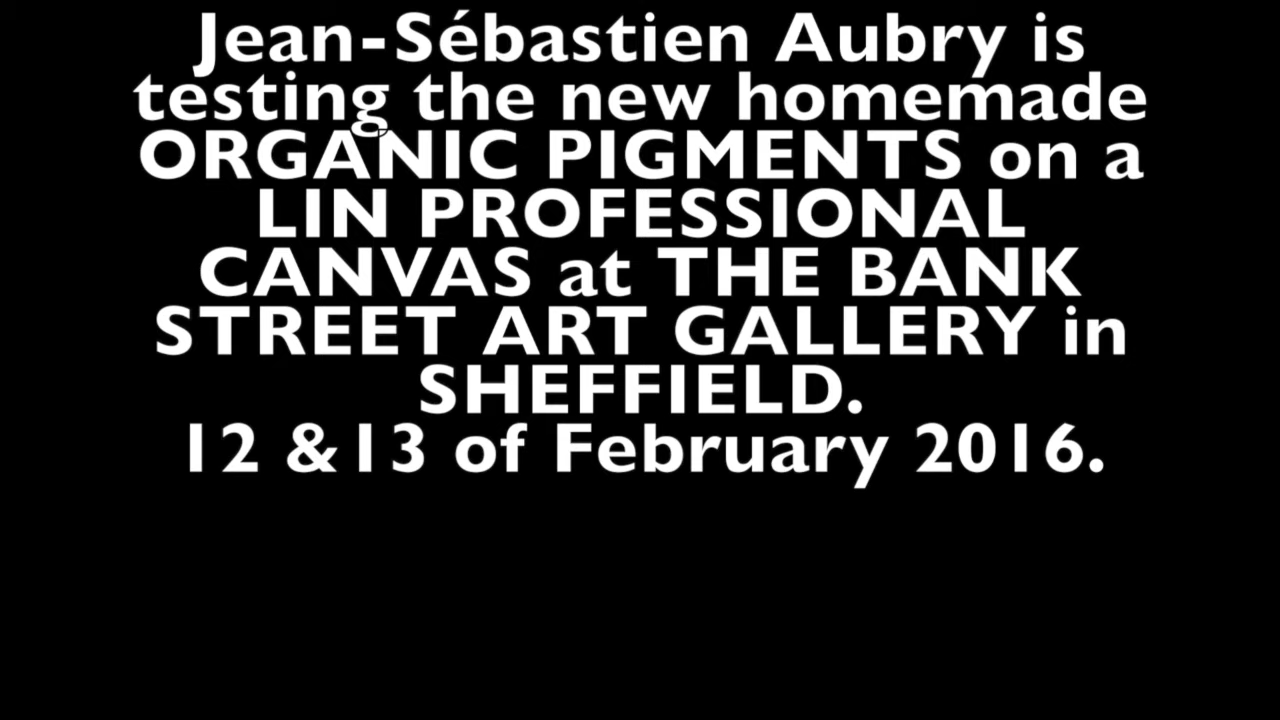 Jean-Sébastien Aubry is
testing the new homemade
ORGANIC PIGMENTS on a
LIN PROFESSIONAL
CANVAS at THE BANK
STREET ART GALLERY in
SHEFFIELD.
12 &13 of February 2016.